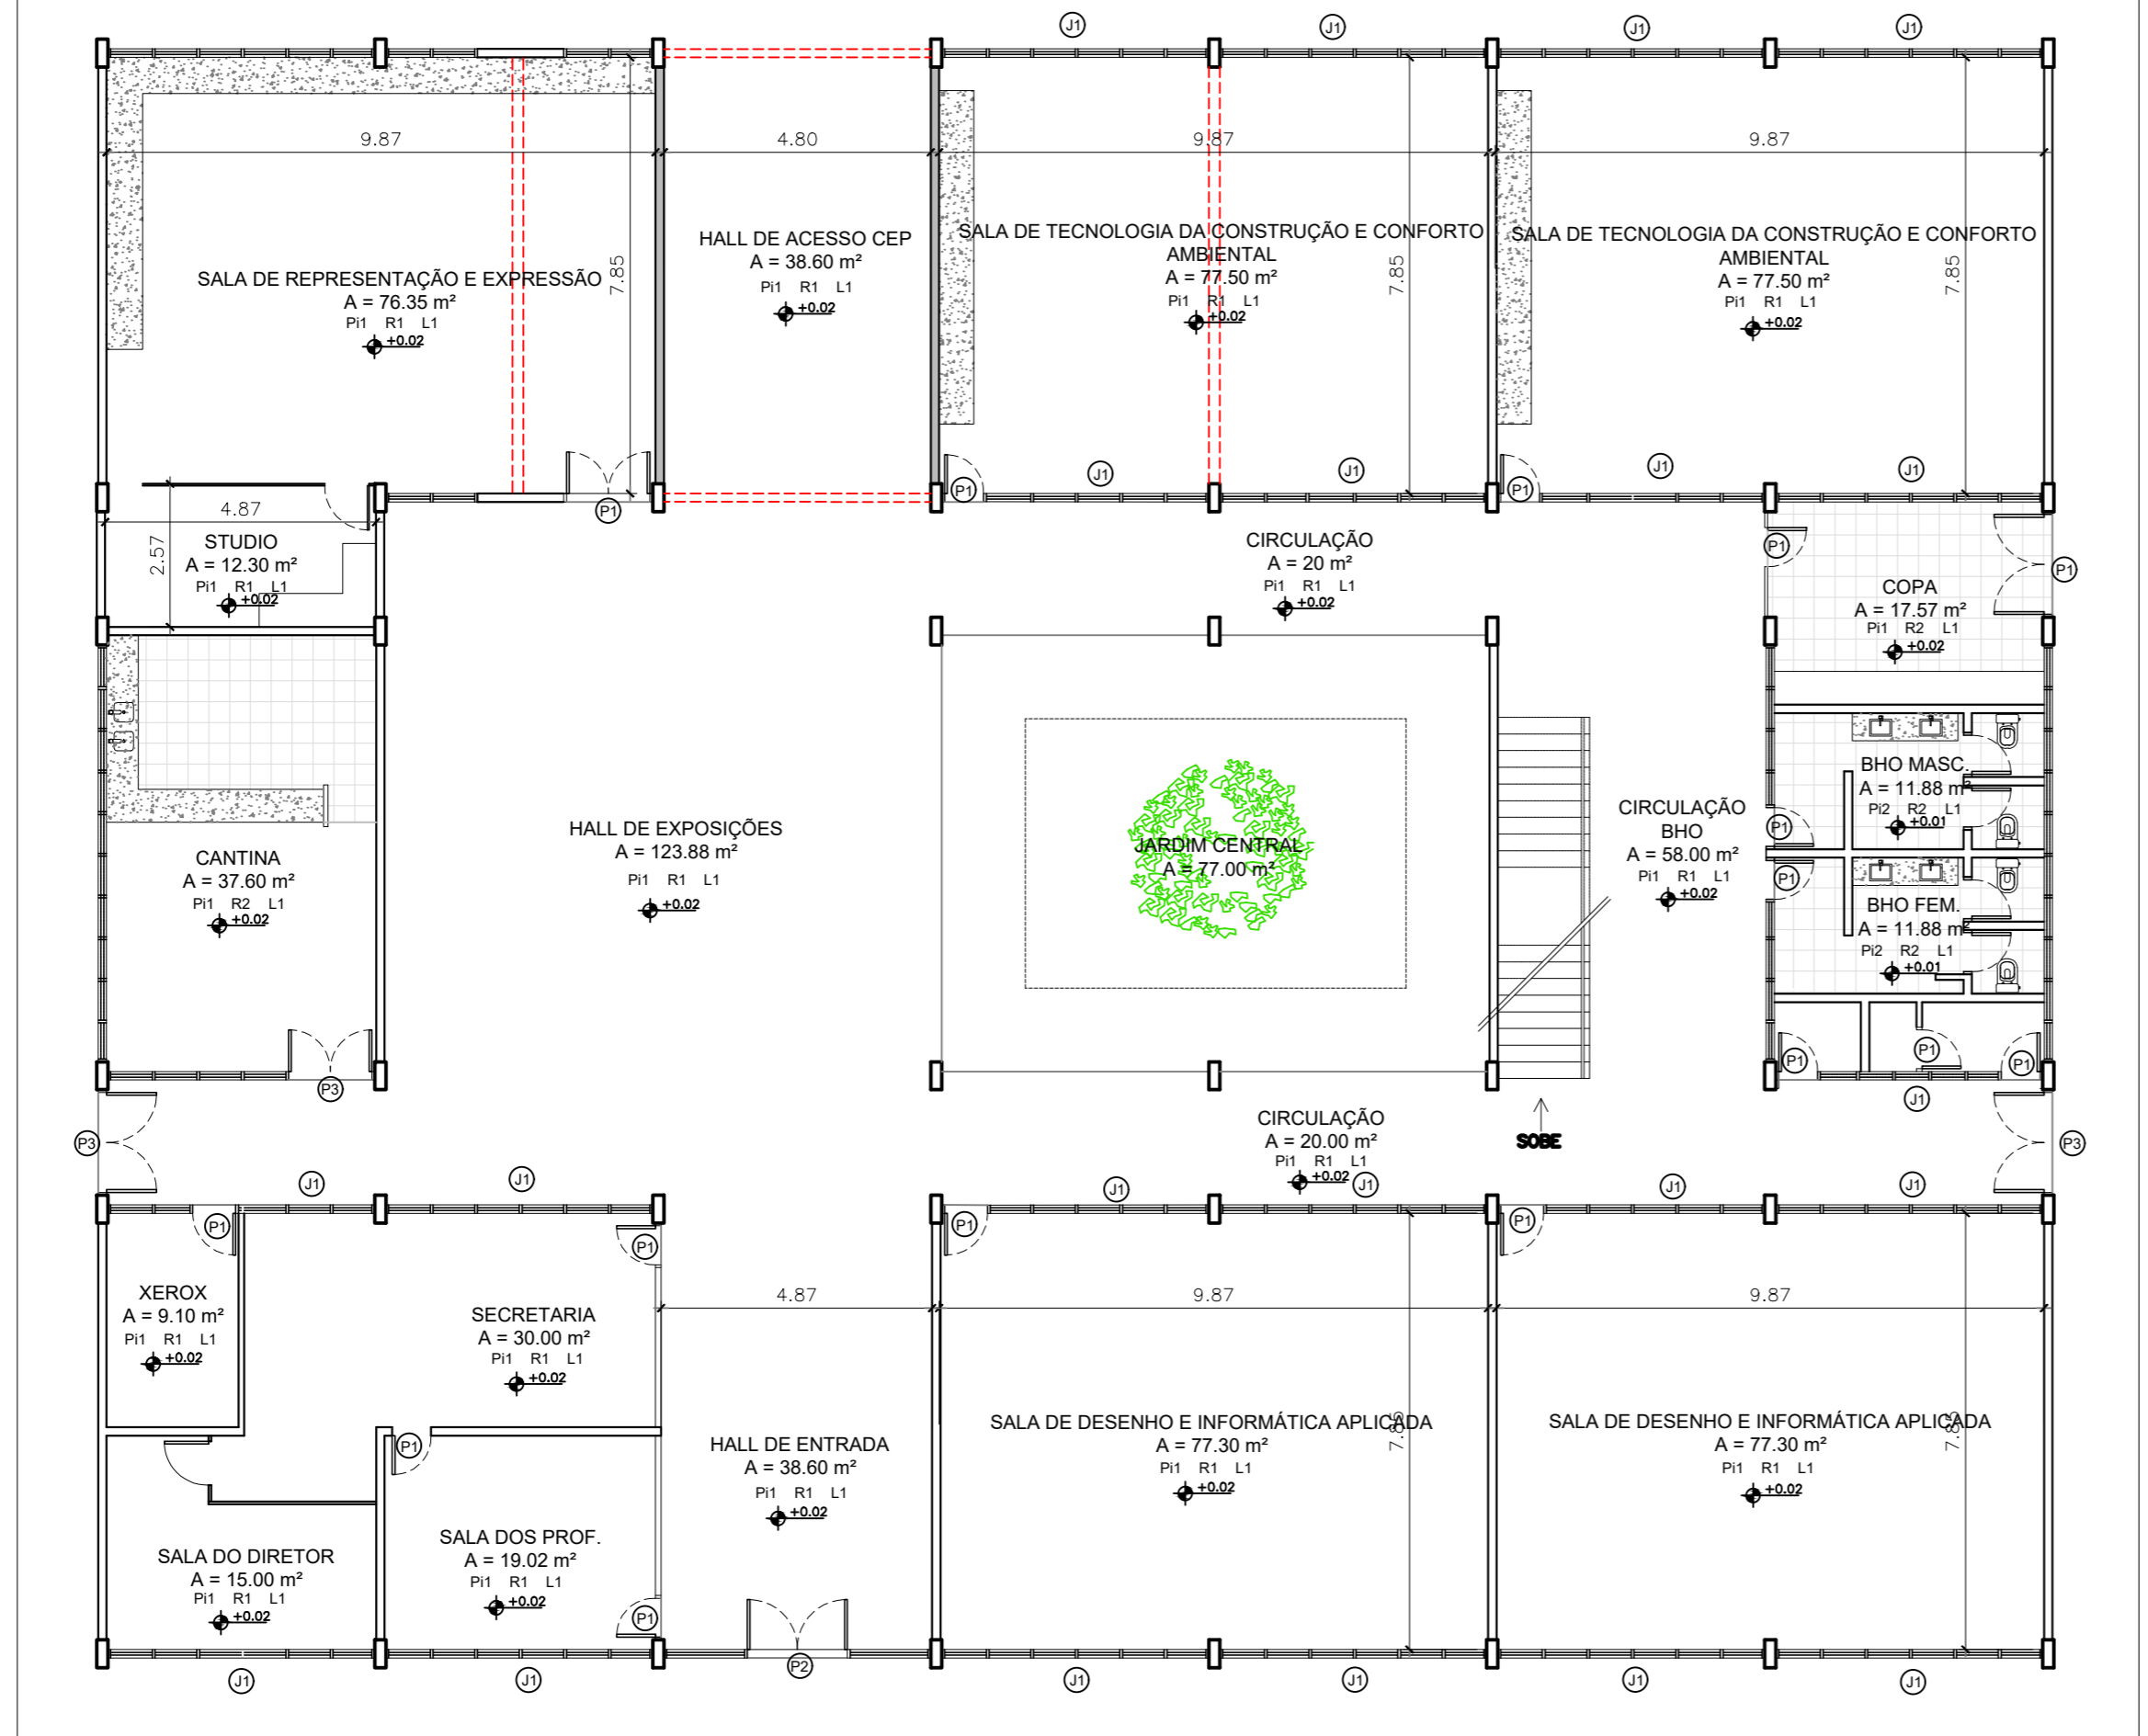 J1
J1
J1
J1
9.87
4.80
9.87
9.87
SALA DE REPRESENTAÇÃO E EXPRESSÃO
A = 76.35 m²
Pi1 R1 L1
+0.02
7.85
HALL DE ACESSO CEP
A = 38.60 m²
Pi1 R1 L1
+0.02
SALA DE TECNOLOGIA DA CONSTRUÇÃO E CONFORTO
AMBIENTAL
A = 77.50 m²
Pi1 R1 L1
+0.02
7.85
SALA DE TECNOLOGIA DA CONSTRUÇÃO E CONFORTO
AMBIENTAL
A = 77.50 m²
Pi1 R1 L1
+0.02
7.85
P1
P1
J1
J1
P1
J1
J1
4.87
2.57
STUDIO
A = 12.30 m²
Pi1 R1 L1
+0.02
CIRCULAÇÃO
A = 20 m²
Pi1 R1 L1
+0.02
P1
P1
COPA
A = 17.57 m²
Pi1 R2 L1
+0.02
CANTINA
A = 37.60 m²
Pi1 R2 L1
+0.02
P3
HALL DE EXPOSIÇÕES
A = 123.88 m²
Pi1 R1 L1
+0.02
JARDIM CENTRAL
A = 77.00 m²
CIRCULAÇÃO
BHO
A = 58.00 m²
Pi1 R1 L1
+0.02
BHO MASC.
A = 11.88 m²
Pi2 R2 L1
+0.01
P1
P1
BHO FEM.
A = 11.88 m²
Pi2 R2 L1
+0.01
P1
P1
P1
J1
P3
CIRCULAÇÃO
A = 20.00 m²
Pi1 R1 L1
+0.02
SOBE
P3
J1
J1
J1
J1
J1
J1
P1
P1
P1
P1
XEROX
A = 9.10 m²
Pi1 R1 L1
+0.02
SECRETARIA
A = 30.00 m²
Pi1 R1 L1
+0.02
4.87
9.87
9.87
P1
HALL DE ENTRADA
A = 38.60 m²
Pi1 R1 L1
+0.02
SALA DE DESENHO E INFORMÁTICA APLICADA
A = 77.30 m²
Pi1 R1 L1
+0.02
7.85
SALA DE DESENHO E INFORMÁTICA APLICADA
A = 77.30 m²
Pi1 R1 L1
+0.02
7.85
SALA DO DIRETOR
A = 15.00 m²
Pi1 R1 L1
+0.02
SALA DOS PROF.
A = 19.02 m²
Pi1 R1 L1
+0.02
P1
P2
J1
J1
J1
J1
J1
J1